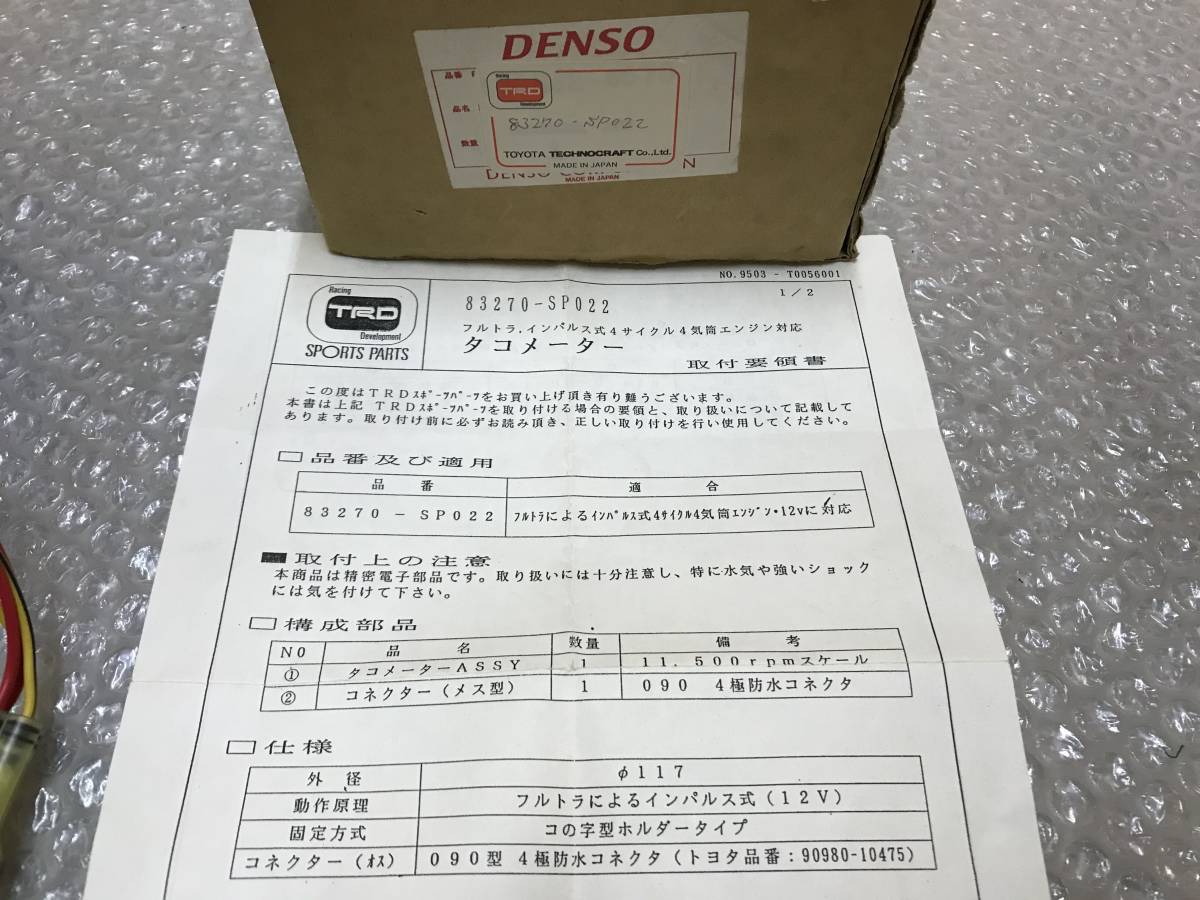 DENSO
品番
Racing
TRD
Development
品名
83270-SP022
数量
TOYOTA TECHNOCRAFT Co.,Ltd.
MADE IN JAPAN
DENSO
N
MADE IN JAPAN
NO.9503 - T0056001
1/2
Racing
TRD
Development
SPORTS PARTS
83270-SP022
フルトラ.インパルス式4サイクル4気筒エンジン対応
タコメーター
取付要領書
この度はTRDｽﾎﾟｰﾂﾊﾟｰﾂをお買い上げ頂き有り難うございます。
本書は上記 TRDｽﾎﾟｰﾂﾊﾟｰﾂを取り付ける場合の要領と、取り扱いについて記載して
あります。取り付け前に必ずお読み頂き、正しい取り付けを行い使用してください。
□品番及び適用
品番 適合
83270-SP022 ﾌﾙﾄﾗによるｲﾝﾊﾟﾙｽ式4ｻｲｸﾙ4気筒ｴﾝｼﾞﾝ・12vに対応
■取付上の注意
本商品は精密電子部品です。取り扱いには十分注意し、特に水気や強いショック
には気を付けて下さい。
□構成部品
NO 品名 数量 備考
① タコメーターASSY 1 11.500rpmスケール
② コネクター(メス型) 1 090 4極防水コネクタ
□仕様
外径 φ117
動作原理 フルトラによるインパルス式(12V)
固定方式 コの字型ホルダータイプ
コネクター(ｵｽ) 090型 4極防水コネクタ(トヨタ品番:90980-10475)